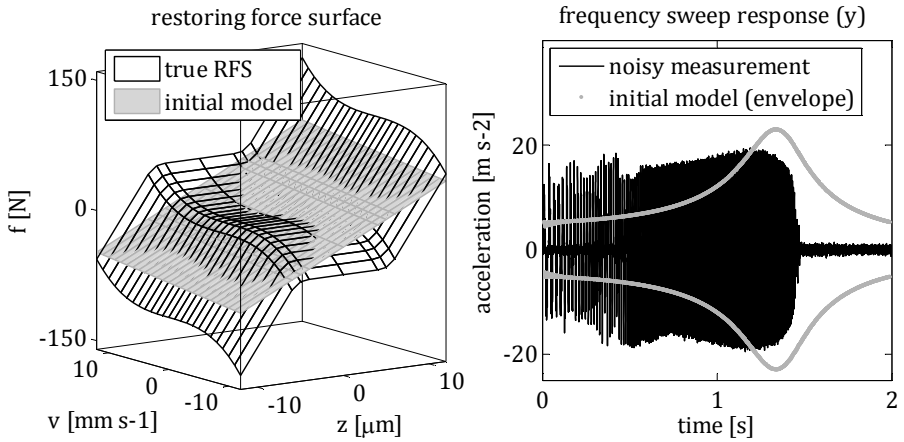 restoring force surface
true RFS
initial model
150
0
-150
f [N]
10
0
-10
v [mm s-1]
-10
0
10
z [μm]
frequency sweep response (y)
noisy measurement
initial model (envelope)
20
0
-20
acceleration [m s-2]
0
1
2
time [s]